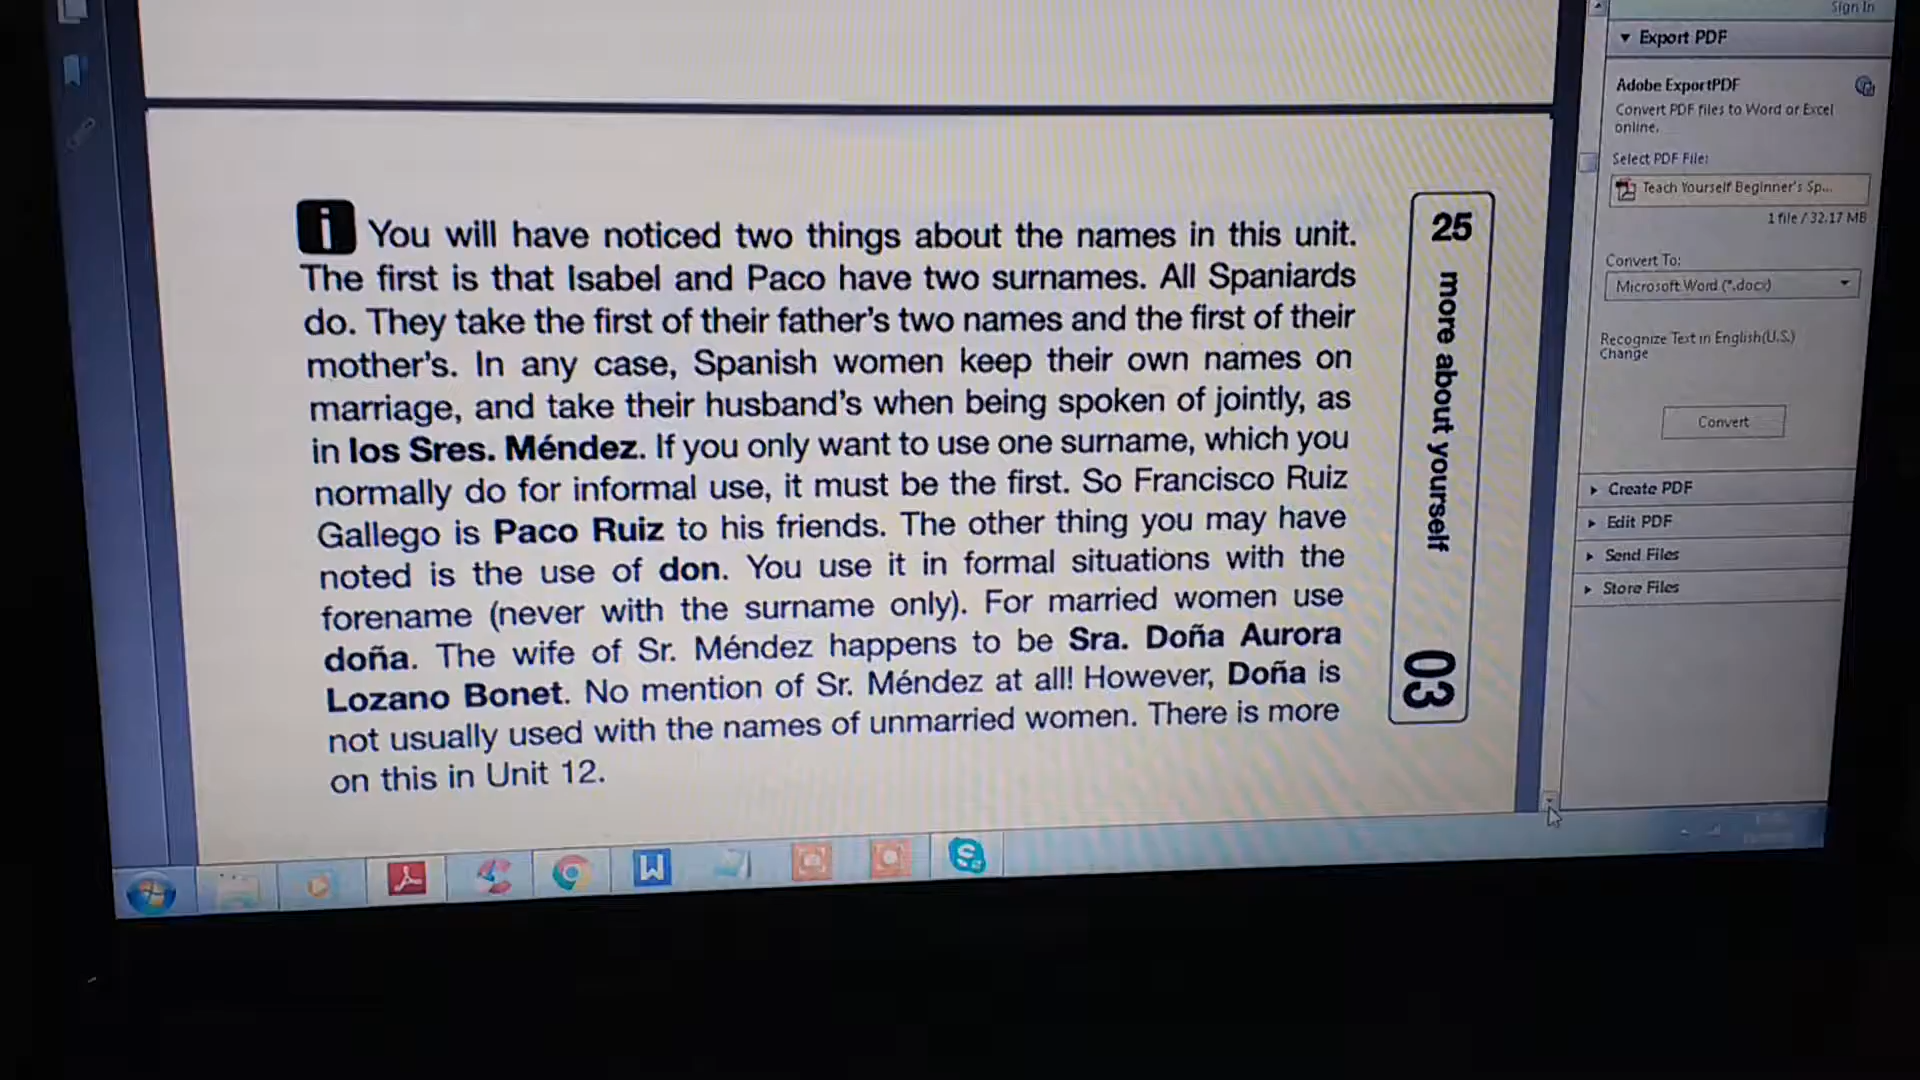 i You will have noticed two things about the names in this unit.
The first is that Isabel and Paco have two surnames. All Spaniards
do. They take the first of their father's two names and the first of their
mother's. In any case, Spanish women keep their own names on
marriage, and take their husband's when being spoken of jointly, as
in los Sres. Méndez. If you only want to use one surname, which you
normally do for informal use, it must be the first. So Francisco Ruiz
Gallego is Paco Ruiz to his friends. The other thing you may have
noted is the use of don. You use it in formal situations with the
forename (never with the surname only). For married women use
doña. The wife of Sr. Méndez happens to be Sra. Doña Aurora
Lozano Bonet. No mention of Sr. Méndez at all! However, Doña is
not usually used with the names of unmarried women. There is more
on this in Unit 12.
25
more about yourself
03
Sign In
Export PDF
Adobe ExportPDF
Convert PDF files to Word or Excel
online.
Select PDF File:
Teach Yourself Beginner's Sp...
1 file / 32.17 MB
Convert To:
Microsoft Word (*.docx)
Recognize Text in English(U.S.)
Change
Convert
Create PDF
Edit PDF
Send Files
Store Files
W
S